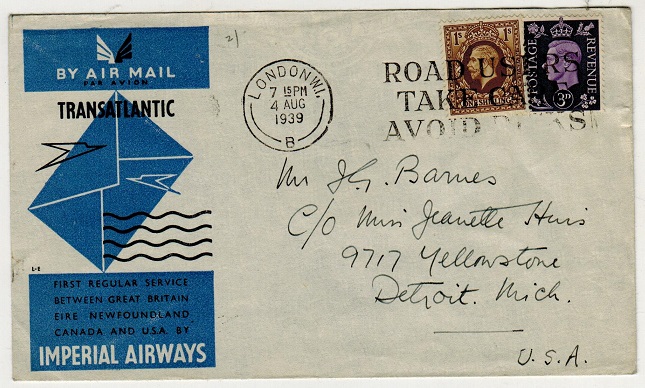 BY AIR MAIL
PAR AVION
TRANSATLANTIC
L-E
FIRST REGULAR SERVICE
BETWEEN GREAT BRITAIN
EIRE NEWFOUNDLAND
CANADA AND U.S.A. BY
IMPERIAL AIRWAYS
2/
LONDON.W.1.
7 15 PM
4 AUG
1939
B
ROAD USERS
TAKE
AVOID
1S 1S
ONE SHILLING
POSTAGE REVENUE
3D
Mr J.G. Barnes
C/o Miss Jeanette
9717 Yellowstone
Detroit. Mich.
U.S.A.